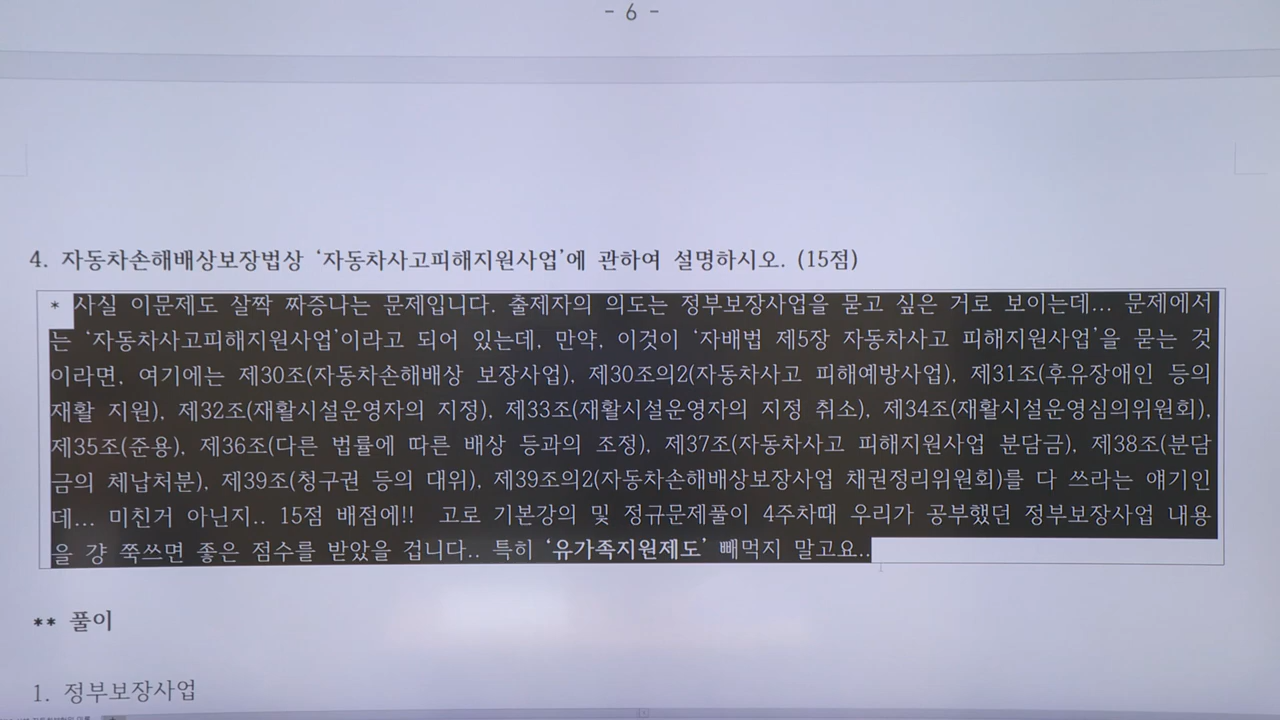 - 6 -
4. 자동차손해배상보장법상 ‘자동차사고피해지원사업’에 관하여 설명하시오. (15점)
* 사실 이문제도 살짝 짜증나는 문제입니다. 출제자의 의도는 정부보장사업을 묻고 싶은 거로 보이는데... 문제에서
는 ‘자동차사고피해지원사업’이라고 되어 있는데, 만약, 이것이 ‘자배법 제5장 자동차사고 피해지원사업’을 묻는 것
이라면, 여기에는 제30조(자동차손해배상 보장사업), 제30조의2(자동차사고 피해예방사업), 제31조(후유장애인 등의
재활 지원), 제32조(재활시설운영자의 지정), 제33조(재활시설운영자의 지정 취소), 제34조(재활시설운영심의위원회),
제35조(준용), 제36조(다른 법률에 따른 배상 등과의 조정), 제37조(자동차사고 피해지원사업 분담금), 제38조(분담
금의 체납처분), 제39조(청구권 등의 대위), 제39조의2(자동차손해배상보장사업 채권정리위원회)를 다 쓰라는 얘기인
데... 미친거 아닌지.. 15점 배점에!! 고로 기본강의 및 정규문제풀이 4주차때 우리가 공부했던 정부보장사업 내용
을 걍 쭉쓰면 좋은 점수를 받았을 겁니다.. 특히 ‘유가족지원제도’ 빼먹지 말고요..
** 풀이
1. 정부보장사업